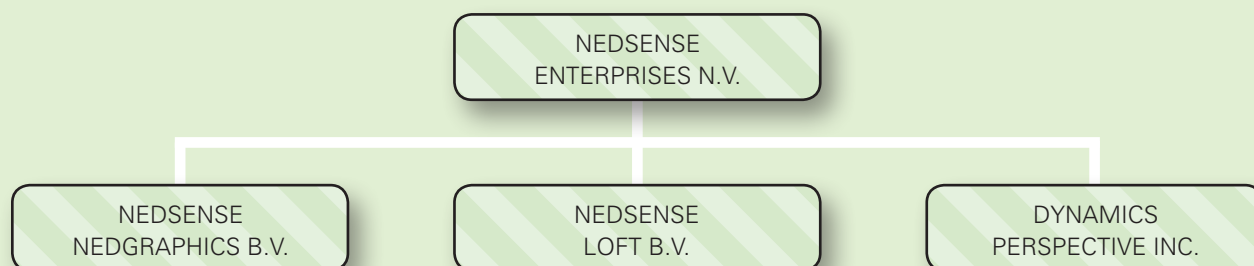 NEDSENSE
ENTERPRISES N.V.
NEDSENSE
NEDGRAPHICS B.V.
NEDSENSE
LOFT B.V.
DYNAMICS
PERSPECTIVE INC.